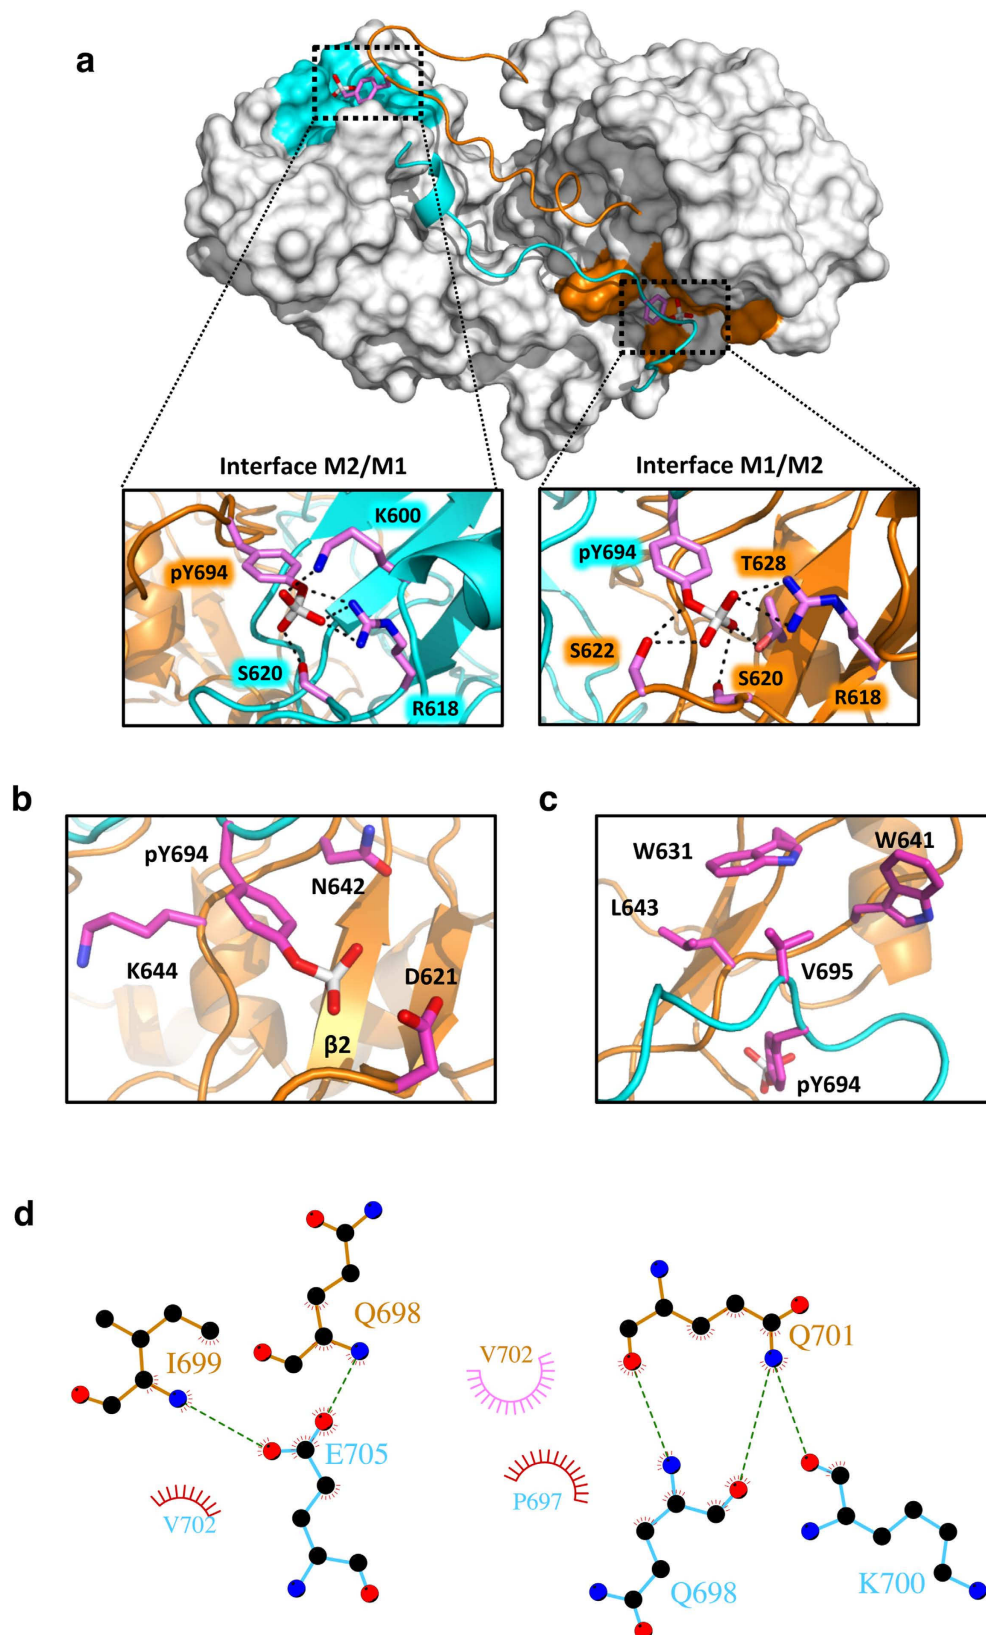 a
Interface M2/M1
Interface M1/M2
K600
pY694
S620
R618
pY694
T628
S622
S620
R618
b
c
pY694
N642
K644
D621
β2
W631
W641
L643
V695
pY694
d
Q698
I699
E705
V702
V702
P697
Q701
Q698
K700